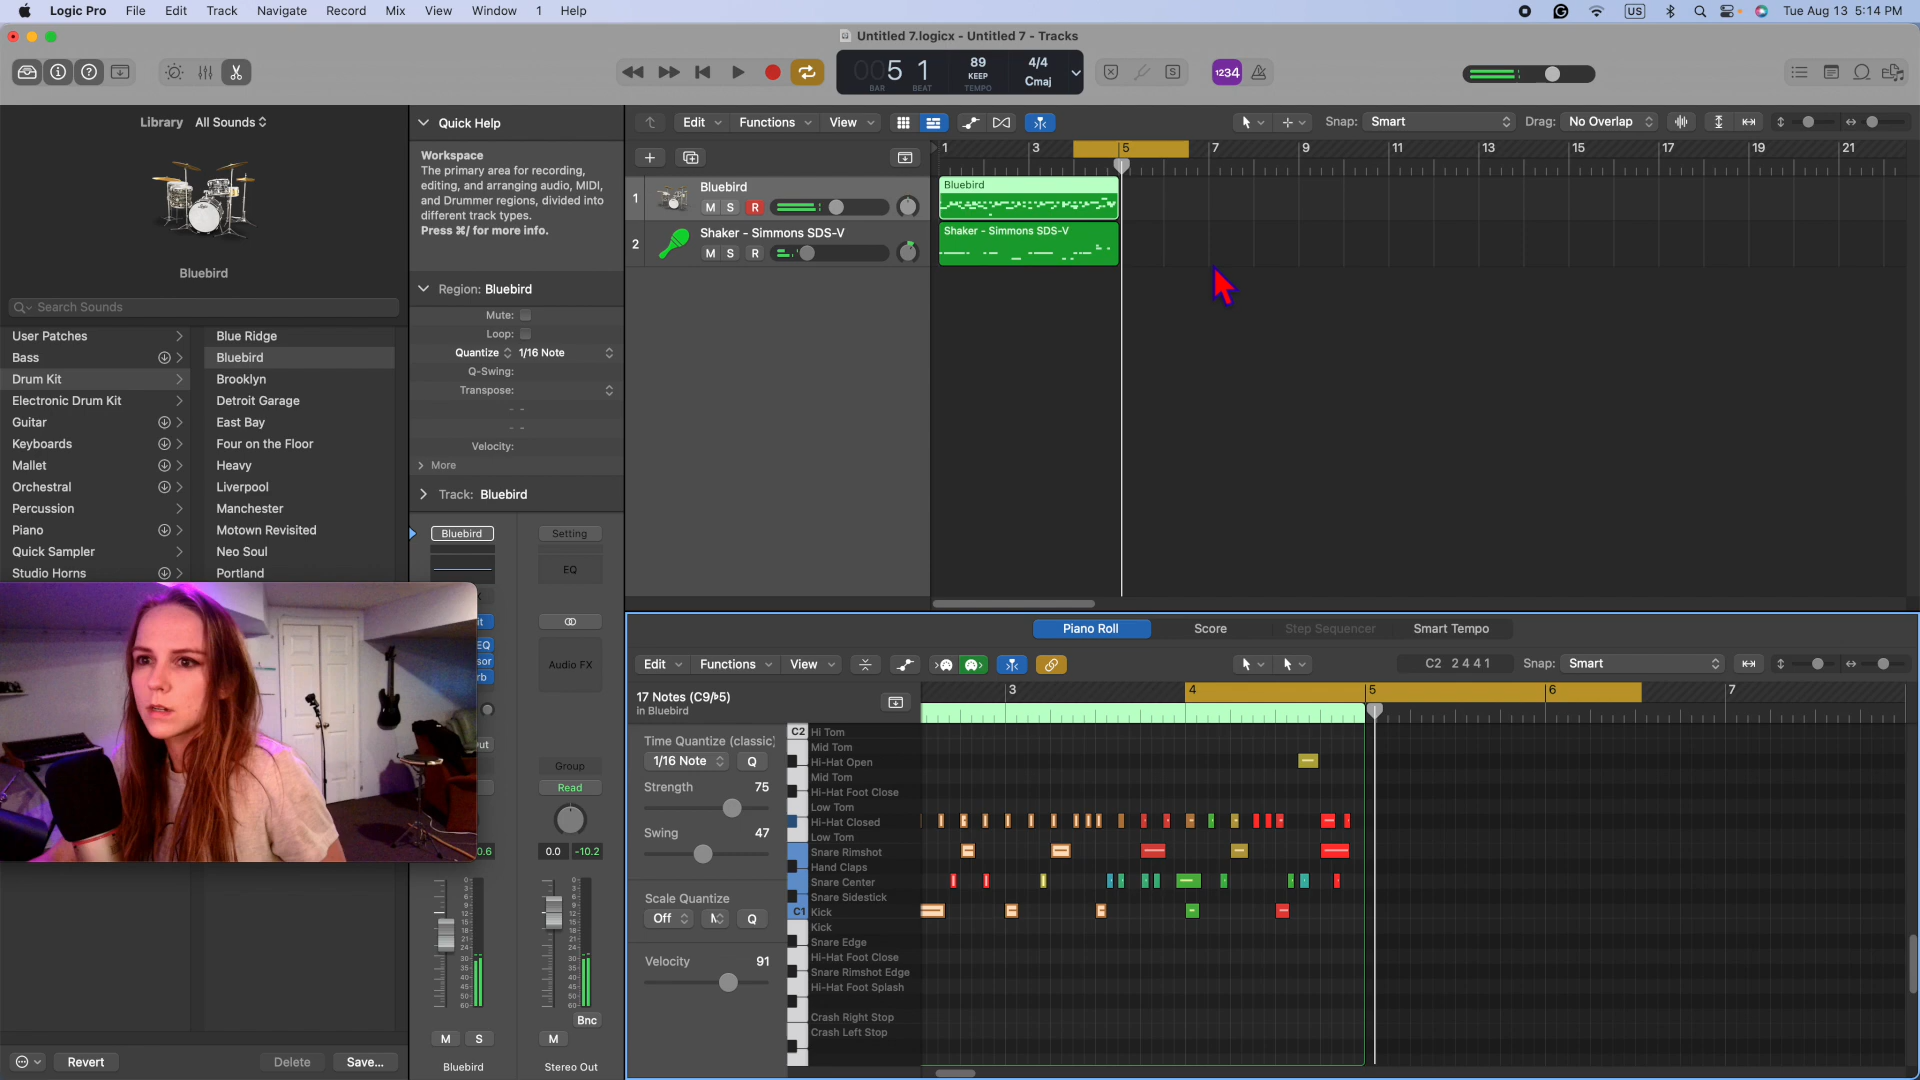 Logic Pro File Edit Track Navigate Record Mix View Window 1 Help
US Tue Aug 13 5:14 PM
Untitled 7.logicx - Untitled 7 - Tracks
005 1
BAR BEAT
89
KEEP
TEMPO
4/4
Cmaj
S
1234
Library All Sounds
Bluebird
Search Sounds
User Patches
Bass
Drum Kit
Electronic Drum Kit
Guitar
Keyboards
Mallet
Orchestral
Percussion
Piano
Quick Sampler
Studio Horns
Blue Ridge
Bluebird
Brooklyn
Detroit Garage
East Bay
Four on the Floor
Heavy
Liverpool
Manchester
Motown Revisited
Neo Soul
Portland
Revert Delete Save...
Quick Help
Workspace
The primary area for recording,
editing, and arranging audio, MIDI,
and Drummer regions, divided into
different track types.
Press ⌘/ for more info.
Region: Bluebird
Mute:
Loop:
Quantize 1/16 Note
Q-Swing:
Transpose:
Velocity:
More
Track: Bluebird
Bluebird Setting
EQ
Audio FX
Group
Read
0.0 -10.2
Bnc
M S M
Bluebird Stereo Out
Edit Functions View
Snap: Smart Drag: No Overlap
1 3 5 7 9 11 13 15 17 19 21
1 Bluebird
M S R
2 Shaker - Simmons SDS-V
M S R
Bluebird
Shaker - Simmons SDS-V
Piano Roll Score Step Sequencer Smart Tempo
Edit Functions View
C2 2 4 4 1 Snap: Smart
17 Notes (C9/♭5)
in Bluebird
3 4 5 6 7
Time Quantize (classic)
1/16 Note Q
Strength 75
Swing 47
Scale Quantize
Off Q
Velocity 91
C2 Hi Tom
Mid Tom
Hi-Hat Open
Mid Tom
Hi-Hat Foot Close
Low Tom
Hi-Hat Closed
Low Tom
Snare Rimshot
Hand Claps
Snare Center
Snare Sidestick
C1 Kick
Kick
Snare Edge
Hi-Hat Foot Close
Snare Rimshot Edge
Hi-Hat Foot Splash
Crash Right Stop
Crash Left Stop